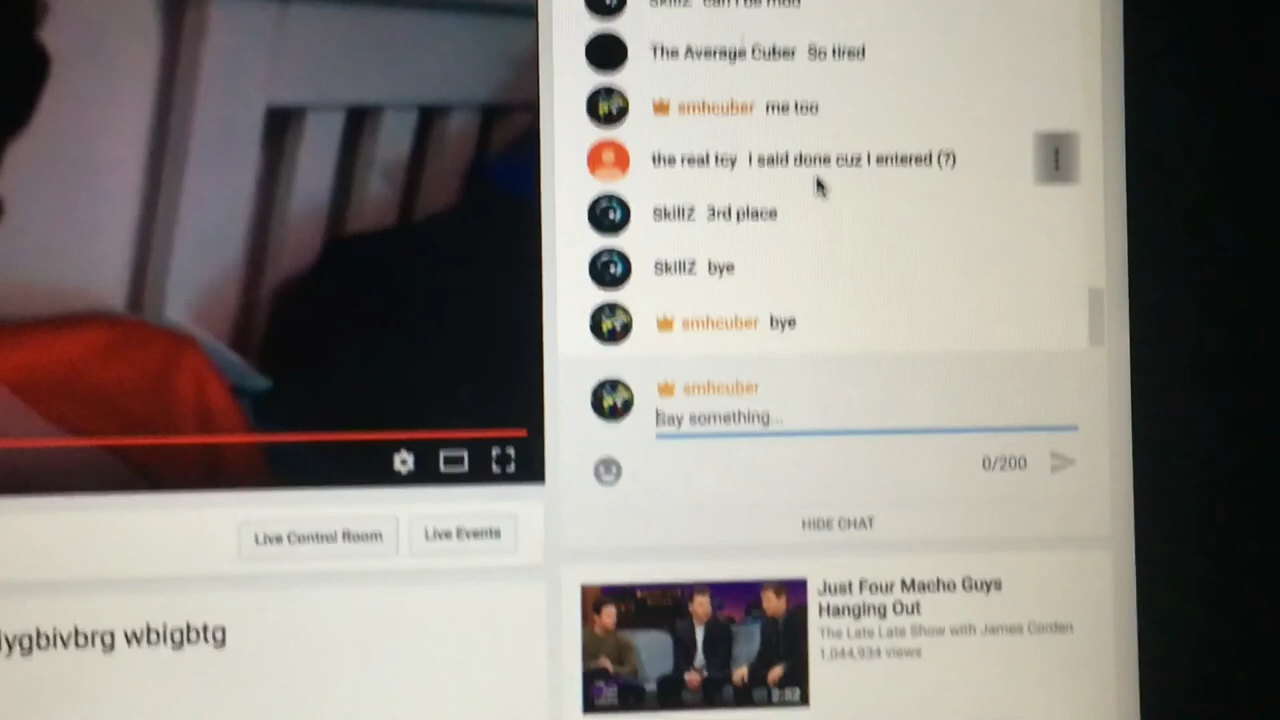 SkillZ can i be mod
The Average Cuber So tired
smhcuber me too
the real tcy I said done cuz I entered (?)
SkillZ 3rd place
SkillZ bye
smhcuber bye
smhcuber
Say something...
0/200
HIDE CHAT
Live Control Room
Live Events
lygbivbrg wbigbtg
Just Four Macho Guys
Hanging Out
The Late Late Show with James Corden
1,044,934 views